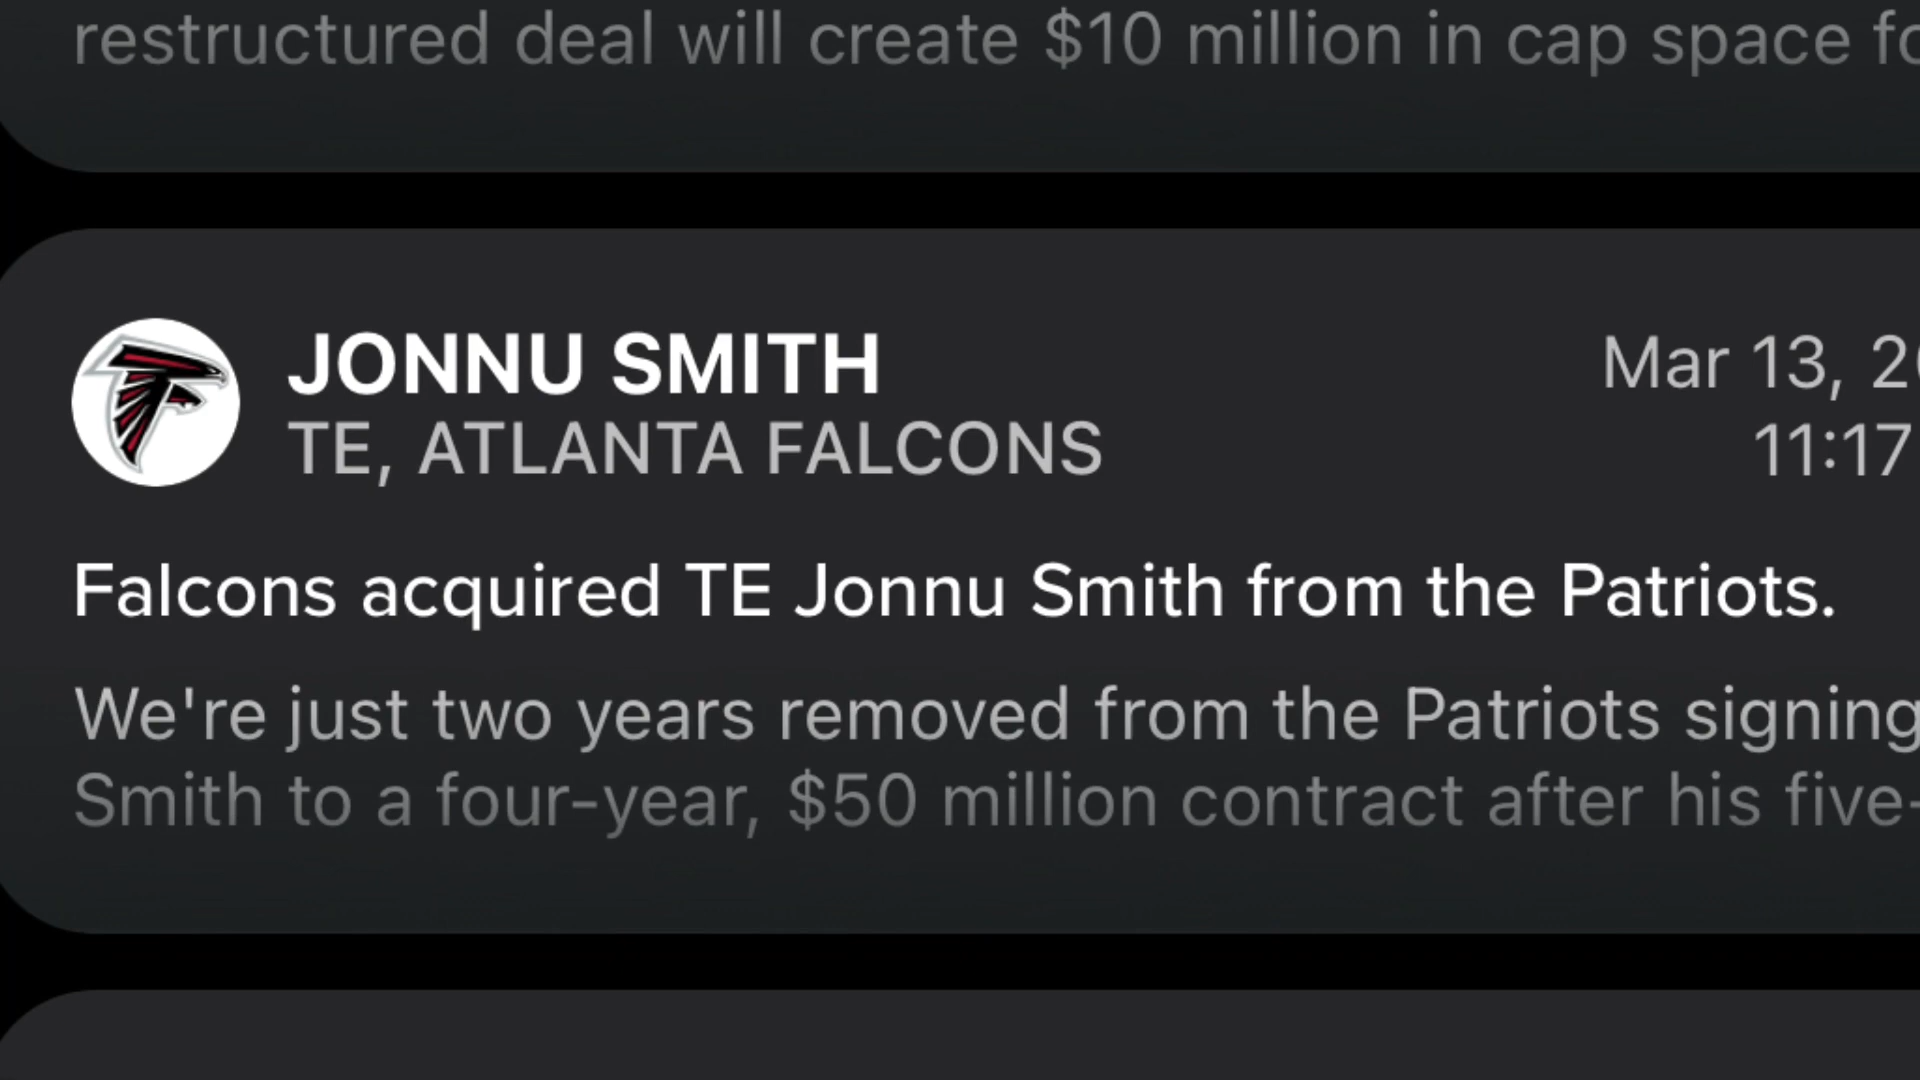 restructured deal will create $10 million in cap space
JONNU SMITH
Mar 13,
TE, ATLANTA FALCONS
11:17
Falcons acquired TE Jonnu Smith from the Patriots.
We're just two years removed from the Patriots signing
Smith to a four-year, $50 million contract after his five-